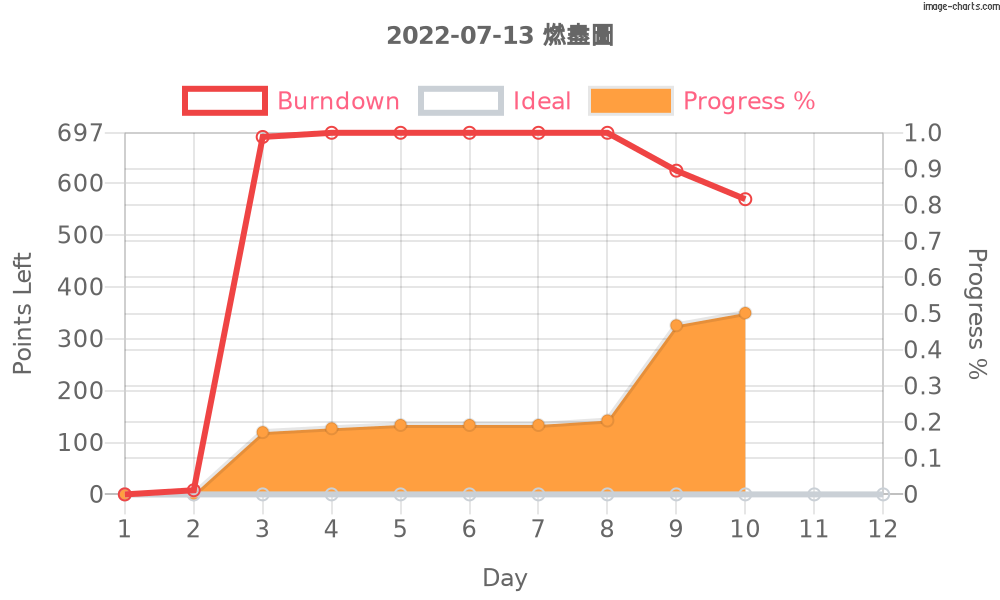 image-charts.com
2022-07-13 燃盡圖
Burndown Ideal Progress %
697 600 500 400 300 200 100 0
Points Left
1.0 0.9 0.8 0.7 0.6 0.5 0.4 0.3 0.2 0.1 0
Progress %
1 2 3 4 5 6 7 8 9 10 11 12
Day